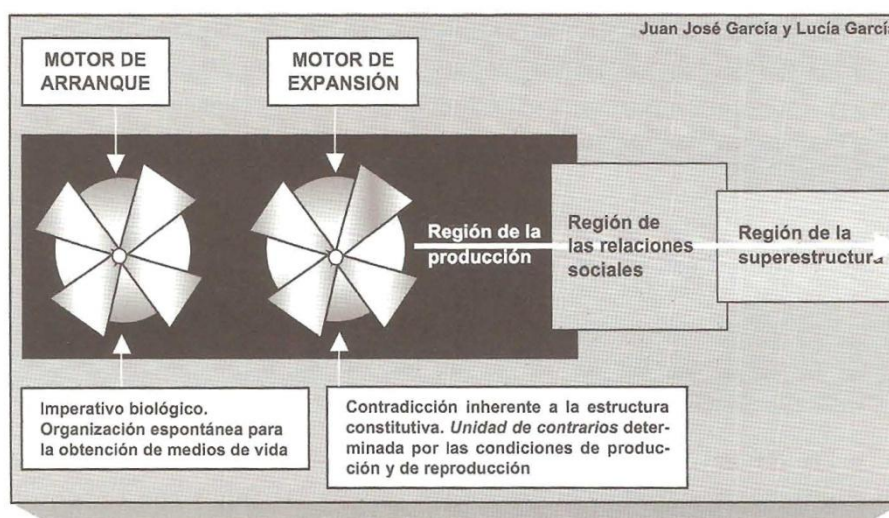 Juan José García y Lucía García
MOTOR DE
ARRANQUE
MOTOR DE
EXPANSIÓN
Región de la
producción
Región de
las relaciones
sociales
Región de la
superestructura
Imperativo biológico.
Organización espontánea para
la obtención de medios de vida
Contradicción inherente a la estructura
constitutiva. Unidad de contrarios deter-
minada por las condiciones de produc-
ción y de reproducción